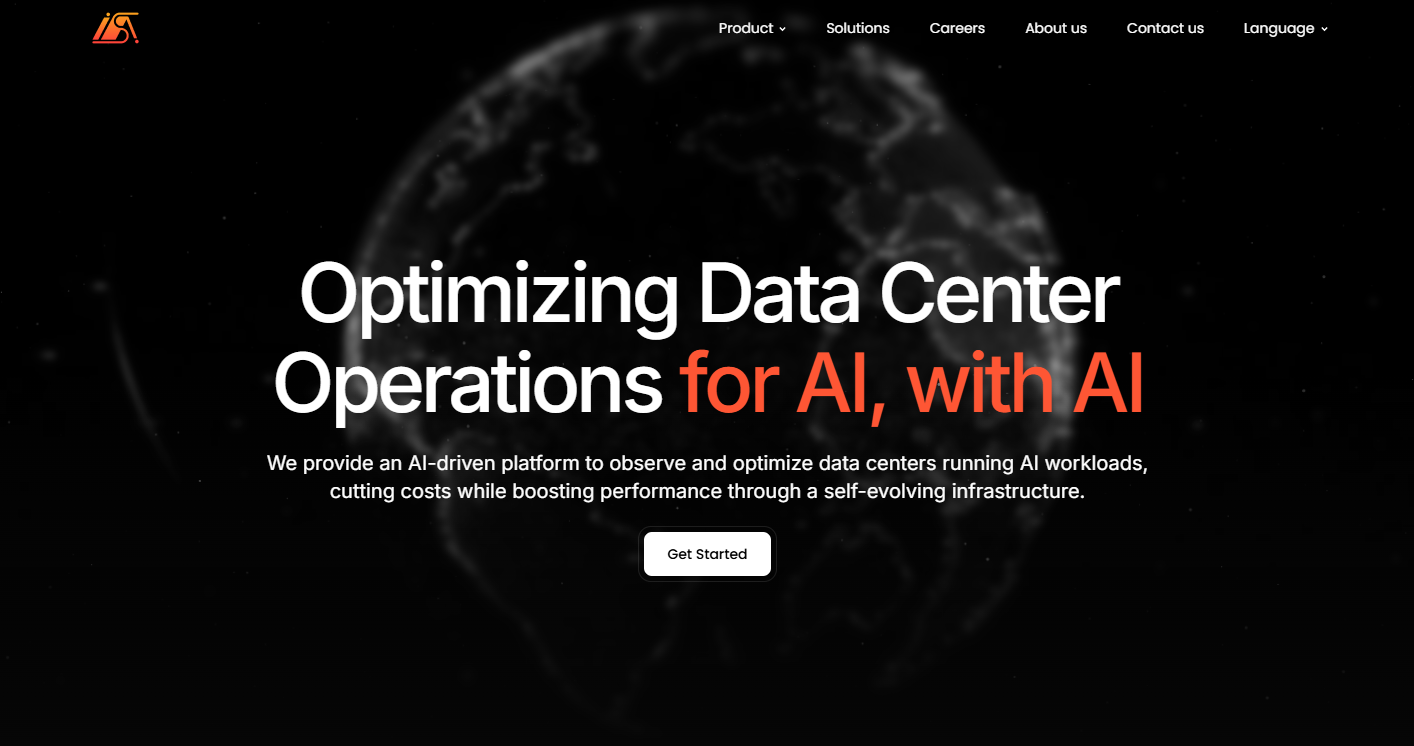 Product
Solutions
Careers
About us
Contact us
Language
Optimizing Data Center
Operations for AI, with AI
We provide an AI-driven platform to observe and optimize data centers running AI workloads,
cutting costs while boosting performance through a self-evolving infrastructure.
Get Started